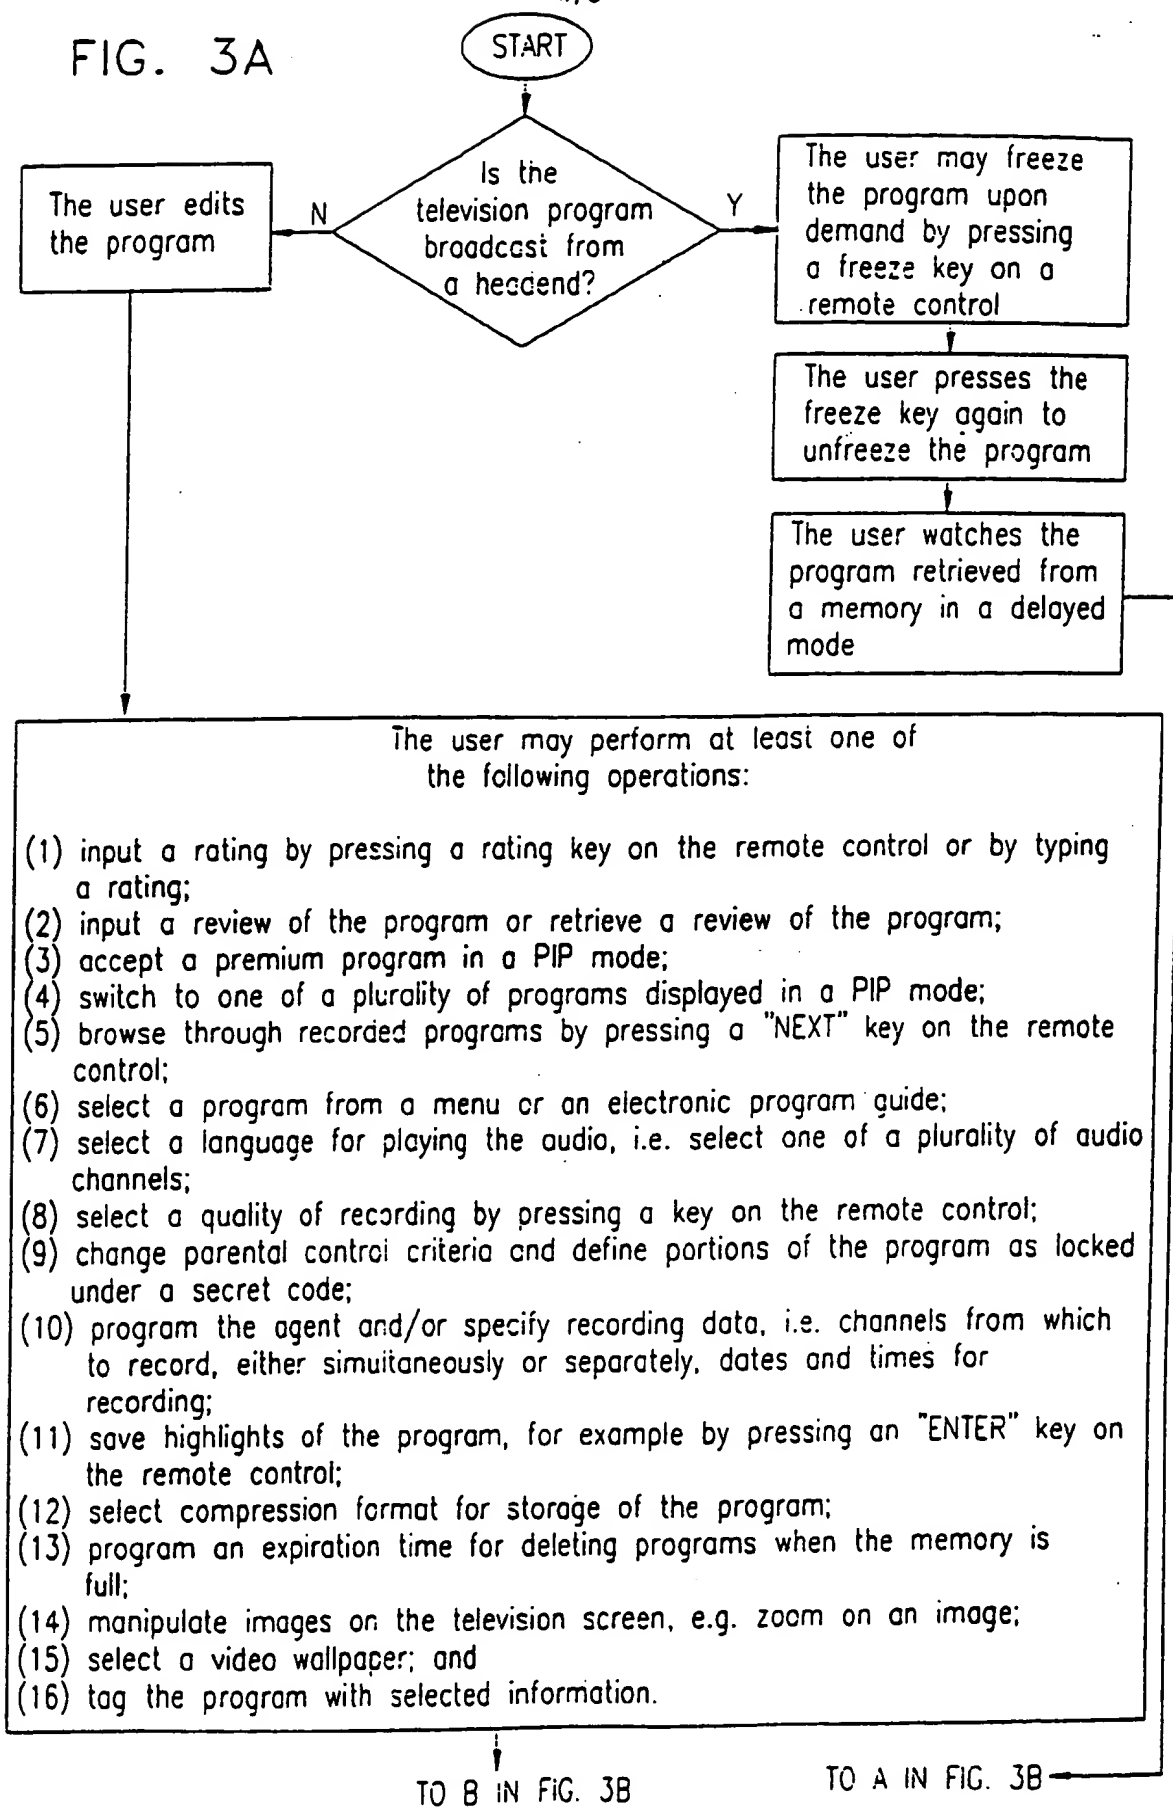 FIG. 3A
START
Is the
television program
broadcast from
a headend?
N
Y
The user edits
the program
The user may freeze
the program upon
demand by pressing
a freeze key on a
remote control
The user presses the
freeze key again to
unfreeze the program
The user watches the
program retrieved from
a memory in a delayed
mode
The user may perform at least one of
the following operations:
(1) input a rating by pressing a rating key on the remote control or by typing
a rating;
(2) input a review of the program or retrieve a review of the program;
(3) accept a premium program in a PIP mode;
(4) switch to one of a plurality of programs displayed in a PIP mode;
(5) browse through recorded programs by pressing a "NEXT" key on the remote
control;
(6) select a program from a menu or an electronic program guide;
(7) select a language for playing the audio, i.e. select one of a plurality of audio
channels;
(8) select a quality of recording by pressing a key on the remote control;
(9) change parental control criteria and define portions of the program as locked
under a secret code;
(10) program the agent and/or specify recording data, i.e. channels from which
to record, either simultaneously or separately, dates and times for
recording;
(11) save highlights of the program, for example by pressing an "ENTER" key on
the remote control;
(12) select compression format for storage of the program;
(13) program an expiration time for deleting programs when the memory is
full;
(14) manipulate images on the television screen, e.g. zoom on an image;
(15) select a video wallpaper; and
(16) tag the program with selected information.
TO B IN FIG. 3B
TO A IN FIG. 3B